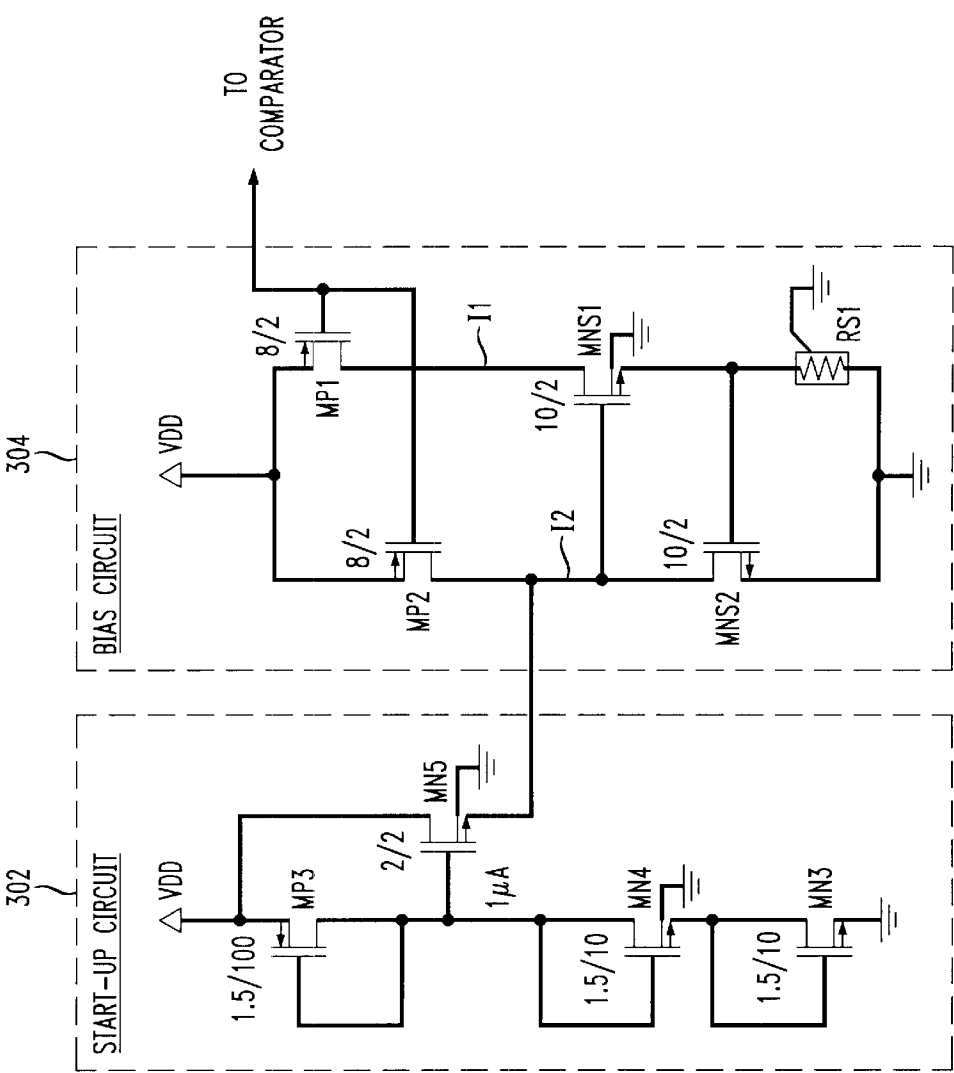 302
START-UP CIRCUIT
VDD
MP3
1.5/100
2/2
MN5
1µA
1.5/10
MN4
1.5/10
MN3
304
BIAS CIRCUIT
VDD
TO
COMPARATOR
8/2
MP1
8/2
MP2
I1
I2
10/2
MNS1
10/2
MNS2
RS1